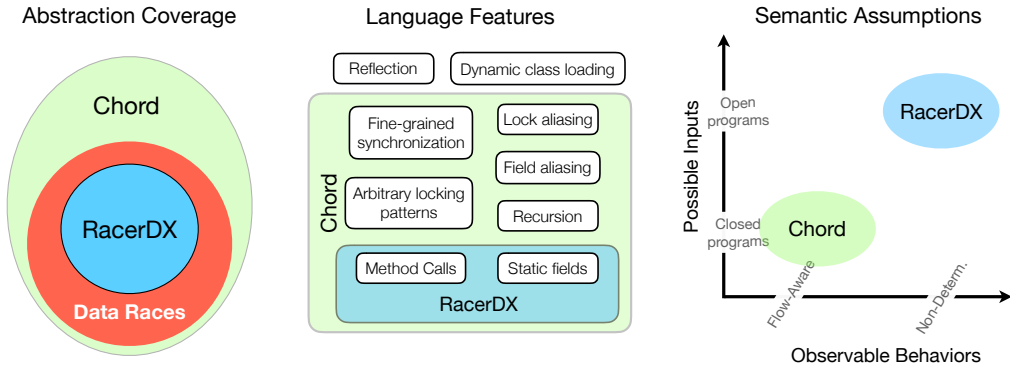 Abstraction Coverage
Chord
RacerDX
Data Races
Language Features
Reflection
Dynamic class loading
Chord
Fine-grained
synchronization
Lock aliasing
Field aliasing
Arbitrary locking
patterns
Recursion
Method Calls
Static fields
RacerDX
Semantic Assumptions
Possible Inputs
Open
programs
RacerDX
Closed
programs
Chord
Flow-Aware
Non-Determ.
Observable Behaviors